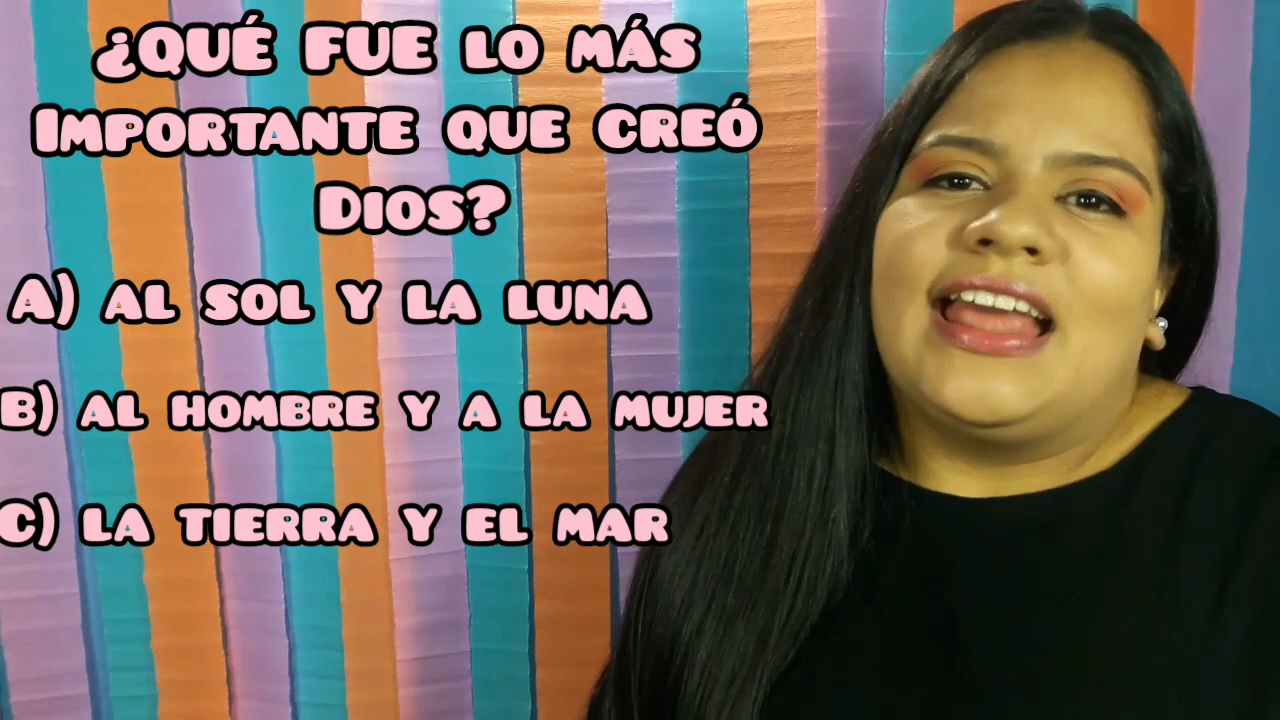 ¿QUÉ FUE LO MÁS
IMPORTANTE QUE CREÓ
DIOS?
A) AL SOL Y LA LUNA
B) AL HOMBRE Y A LA MUJER
C) LA TIERRA Y EL MAR